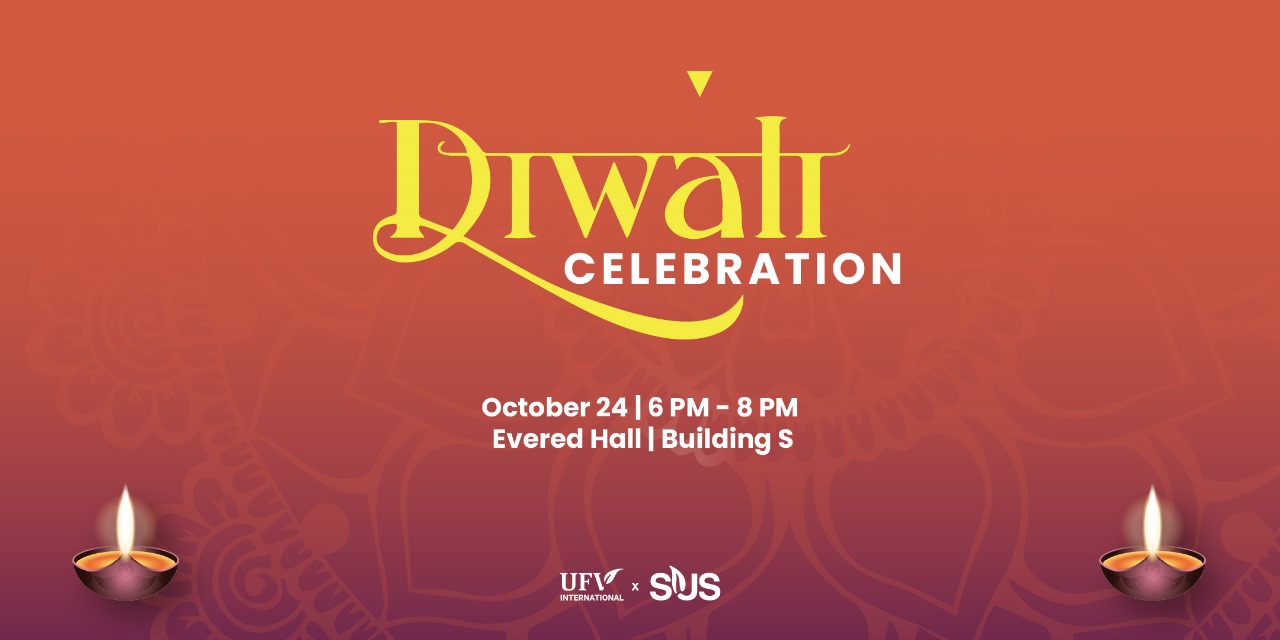 Diwali
CELEBRATION
October 24 | 6 PM - 8 PM
Evered Hall | Building S
UFV INTERNATIONAL x SUS